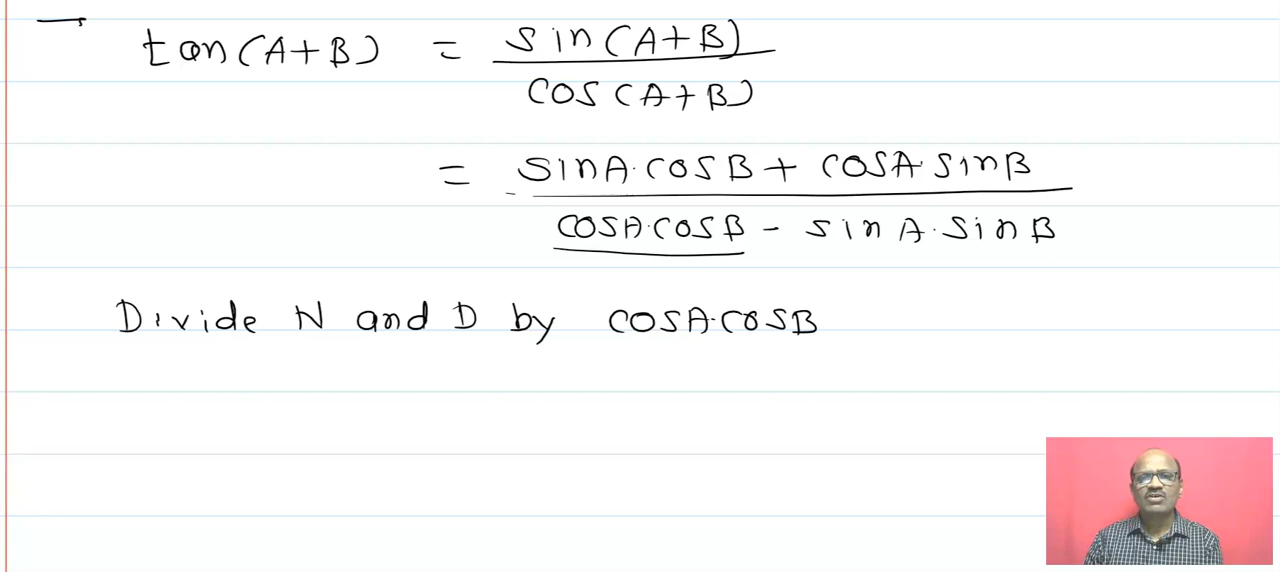 tan(A+B) = sin(A+B)
cos(A+B)
= sinA·cosB + cosA·sinB
cosA·cosB - sinA·sinB
Divide N and D by cosA·cosB